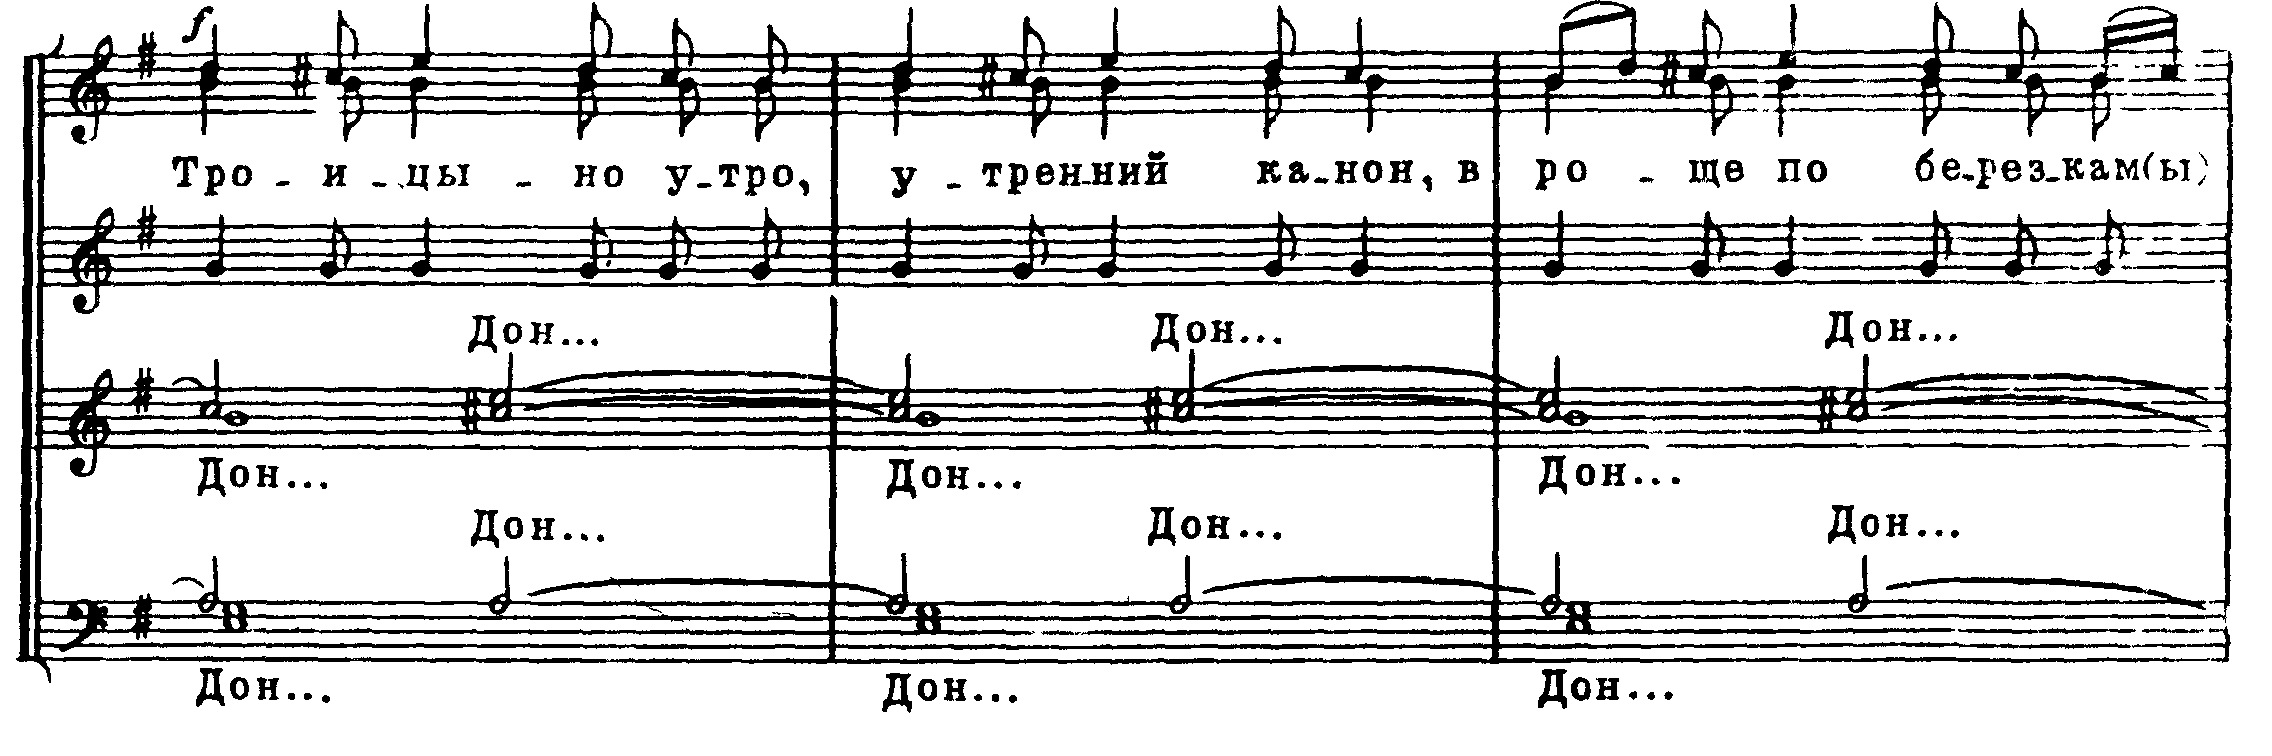 f
Тро - и - цы - но у-тро, у - трен-ний ка-нон, в ро - ще по бе-рез-кам(ы)
Дон... Дон... Дон...
Дон... Дон... Дон...
Дон... Дон... Дон...
Дон... Дон... Дон...